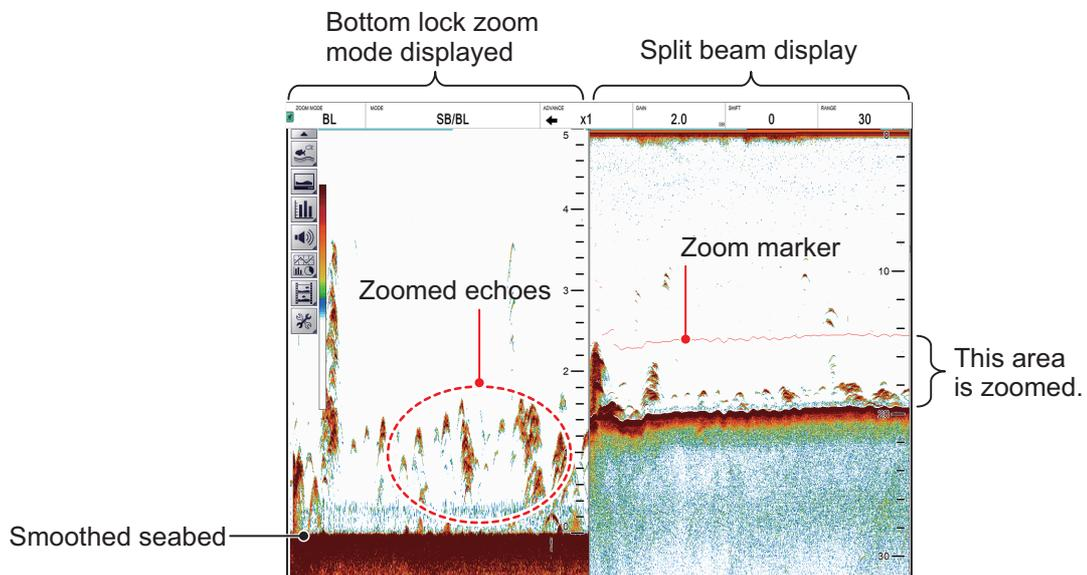 Bottom lock zoom
mode displayed
Split beam display
ZOOM MODE
BL
MODE
SB/BL
ADVANCE
x1
GAIN
2.0
SHIFT
0
RANGE
30
5
4
3
2
0
10
20
30
Zoomed echoes
Zoom marker
This area
is zoomed.
Smoothed seabed